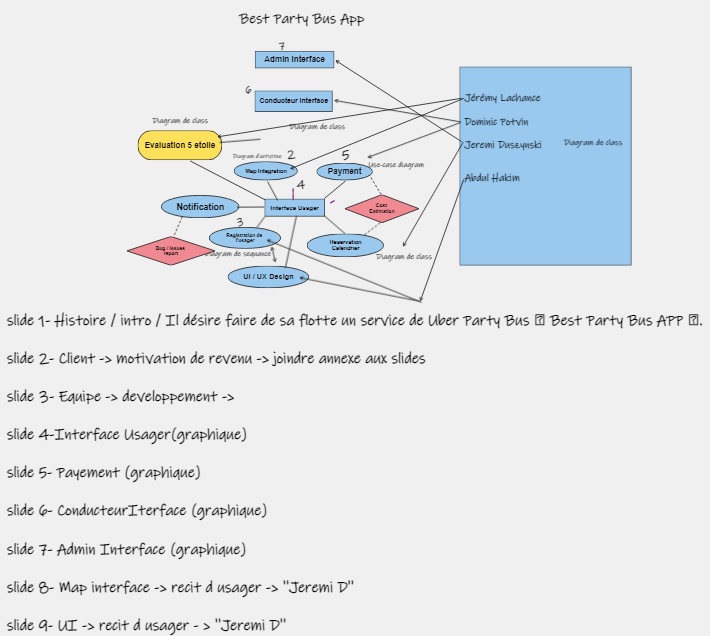 Best Party Bus App
7
Admin Interface
6
Conducteur Interface
Jérémy Lachance
Dominic Potvin
Jeremi Duszynski
Diagram de class
Abdul Hakim
Diagram de class
Diagram de class
Evaluation 5 etoile
Diagram d'activitée
2
Map Integration
5
Payment
Use-case diagram
4
Notification
Interface Usager
Cost
Estimation
3
Registration de
l'usager
Reservation
Calendrier
Bug / Issues
report
Diagram de sequance
Diagram de class
UI / UX Design
slide 1- Histoire / intro / Il désire faire de sa flotte un service de Uber Party Bus Best Party Bus APP .
slide 2- Client -> motivation de revenu -> joindre annexe aux slides
slide 3- Equipe -> developpement ->
slide 4-Interface Usager(graphique)
slide 5- Payement (graphique)
slide 6- ConducteurIterface (graphique)
slide 7- Admin Interface (graphique)
slide 8- Map interface -> recit d usager -> "Jeremi D"
slide 9- UI -> recit d usager - > "Jeremi D"